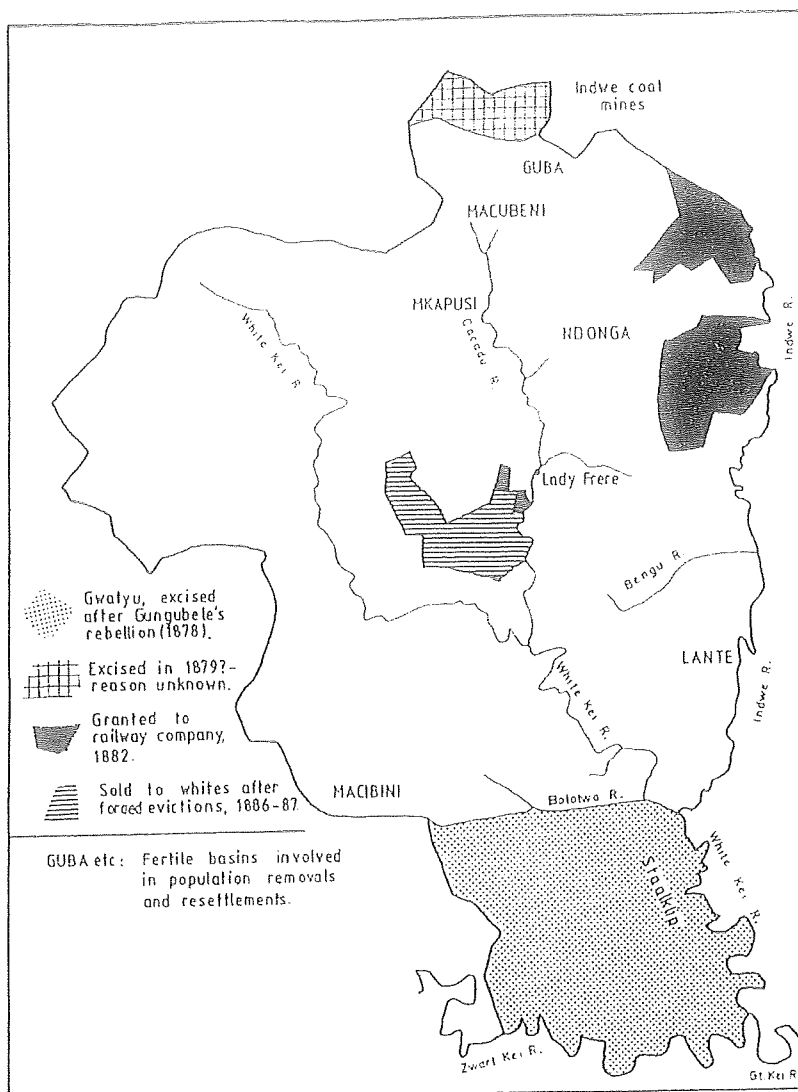 Indwe coal
mines
GUBA
MACUBENI
MKAPUSI
White Kei R.
Cacadu R.
NDONGA
Indwe R.
Lady Frere
Bengu R.
LANTE
Indwe R.
White Kei R.
Gwatyu, excised
after Gungubele's
rebellion (1878).
Excised in 1879?-
reason unknown.
Granted to
railway company,
1882.
Sold to whites after
forced evictions, 1886-87.
MACIBINI
Bolotwa R.
White Kei R.
Staalklip
GUBA etc: Fertile basins involved
in population removals
and resettlements.
Zwart Kei R.
Gt. Kei R.